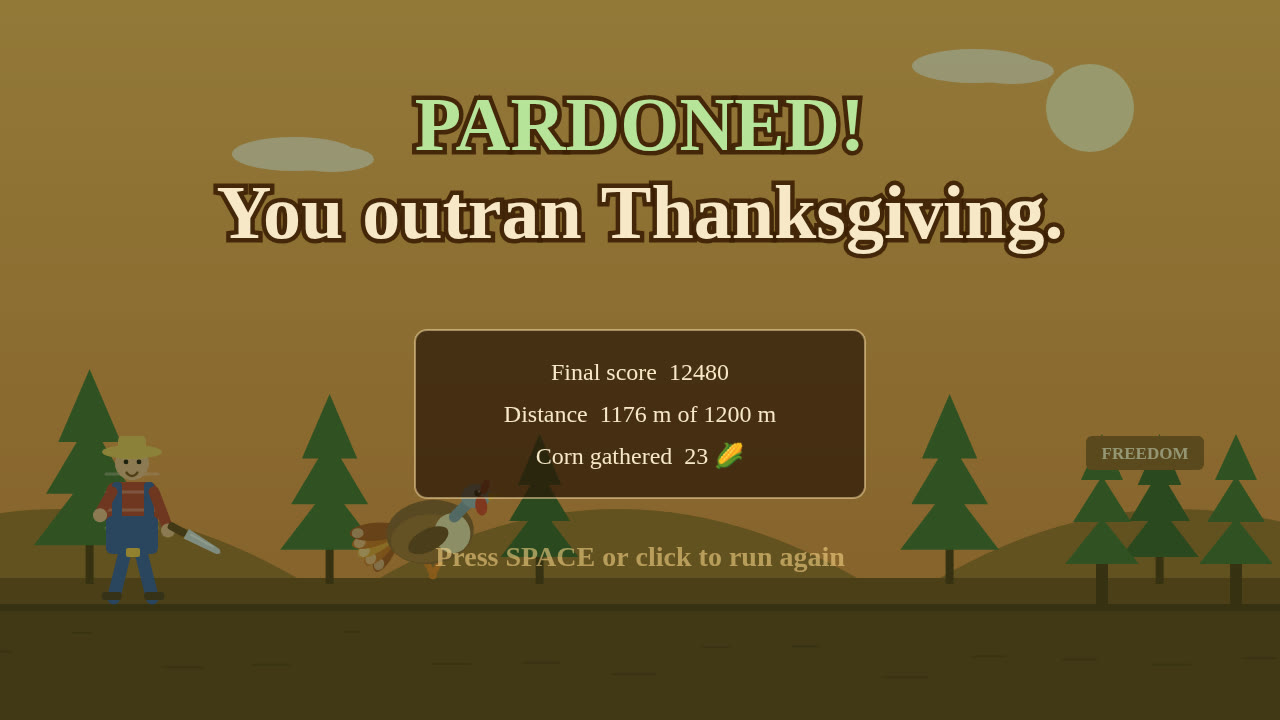 PARDONED!
You outran Thanksgiving.
Final score 12480
Distance 1176 m of 1200 m
Corn gathered 23 🌽
FREEDOM
Press SPACE or click to run again